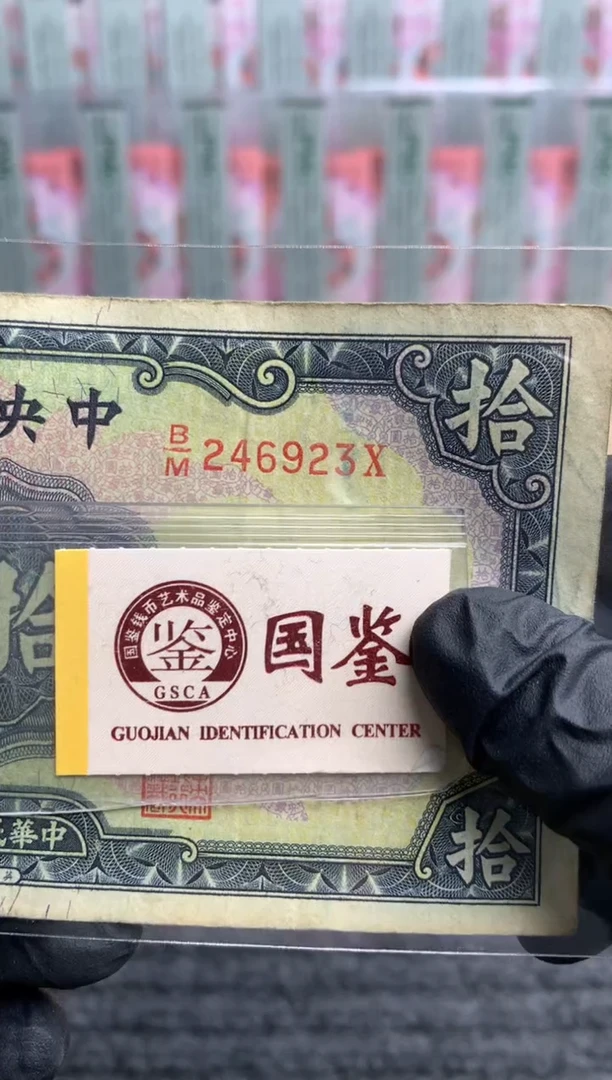 拾
央中
B/M 246923X
拾
国鉴钱币艺术品鉴定中心
鉴
GSCA
国鉴
GUOJIAN IDENTIFICATION CENTER
中華民
拾